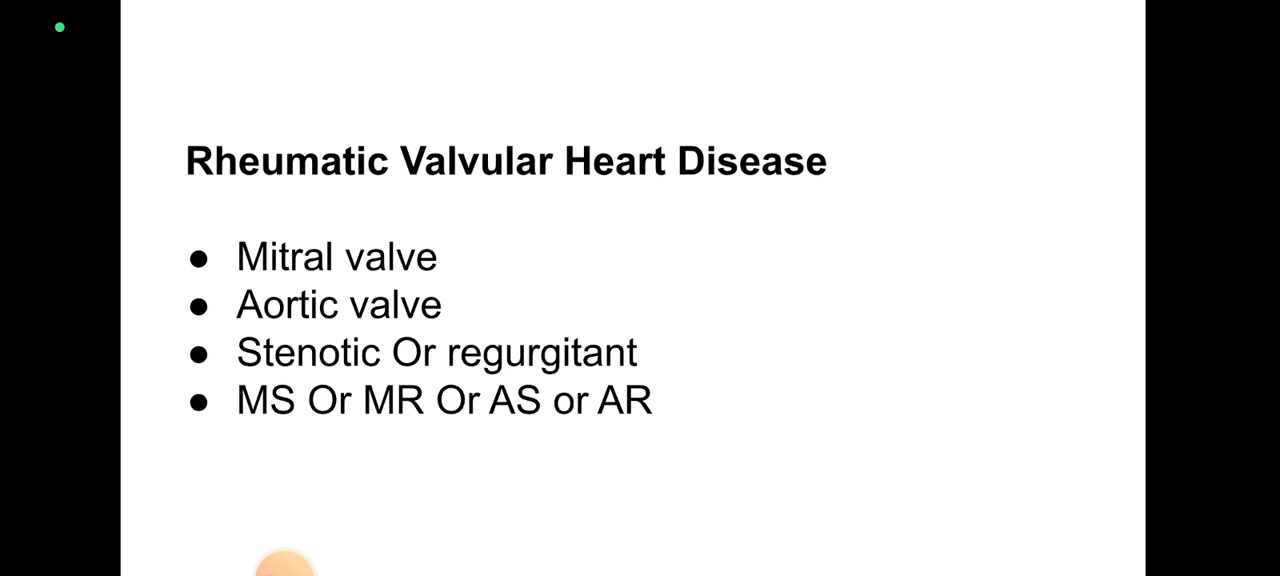 Rheumatic Valvular Heart Disease
● Mitral valve
● Aortic valve
● Stenotic Or regurgitant
● MS Or MR Or AS or AR